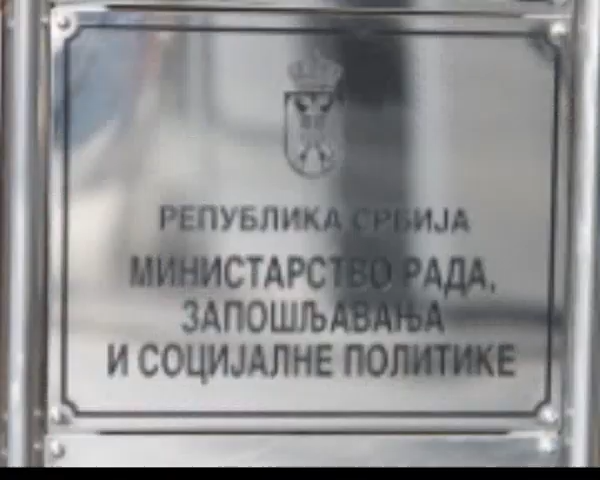 РЕПУБЛИКА СРБИЈА
МИНИСТАРСТВО РАДА,
ЗАПОШЉАВАЊА
И СОЦИЈАЛНЕ ПОЛИТИКЕ